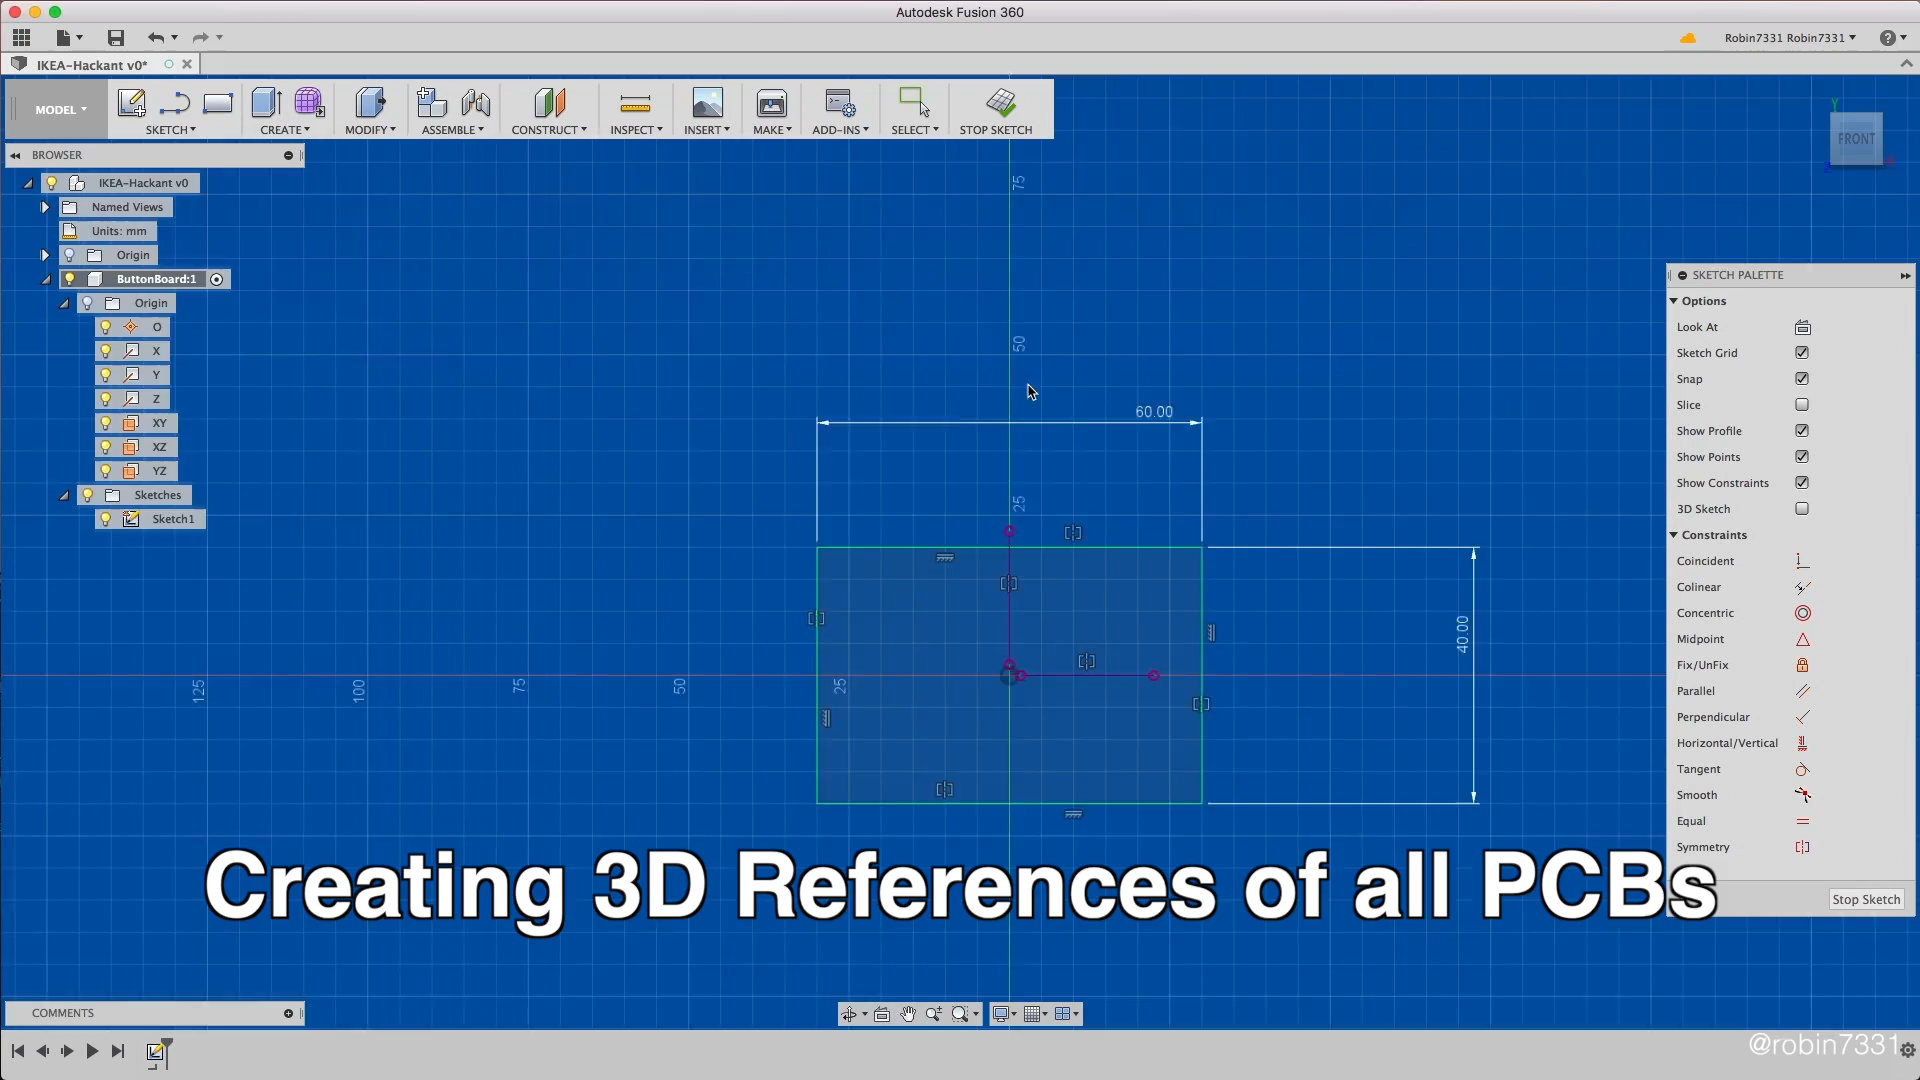 Autodesk Fusion 360
Robin7331 Robin7331
IKEA-Hackant v0*
MODEL
SKETCH
CREATE
MODIFY
ASSEMBLE
CONSTRUCT
INSPECT
INSERT
MAKE
ADD-INS
SELECT
STOP SKETCH
BROWSER
IKEA-Hackant v0
Named Views
Units: mm
Origin
ButtonBoard:1
Origin
O
X
Y
Z
XY
XZ
YZ
Sketches
Sketch1
Y
FRONT
75
50
25
60.00
40.00
125
100
75
50
25
SKETCH PALETTE
Options
Look At
Sketch Grid
Snap
Slice
Show Profile
Show Points
Show Constraints
3D Sketch
Constraints
Coincident
Colinear
Concentric
Midpoint
Fix/UnFix
Parallel
Perpendicular
Horizontal/Vertical
Tangent
Smooth
Equal
Symmetry
Stop Sketch
Creating 3D References of all PCBs
COMMENTS
@robin7331